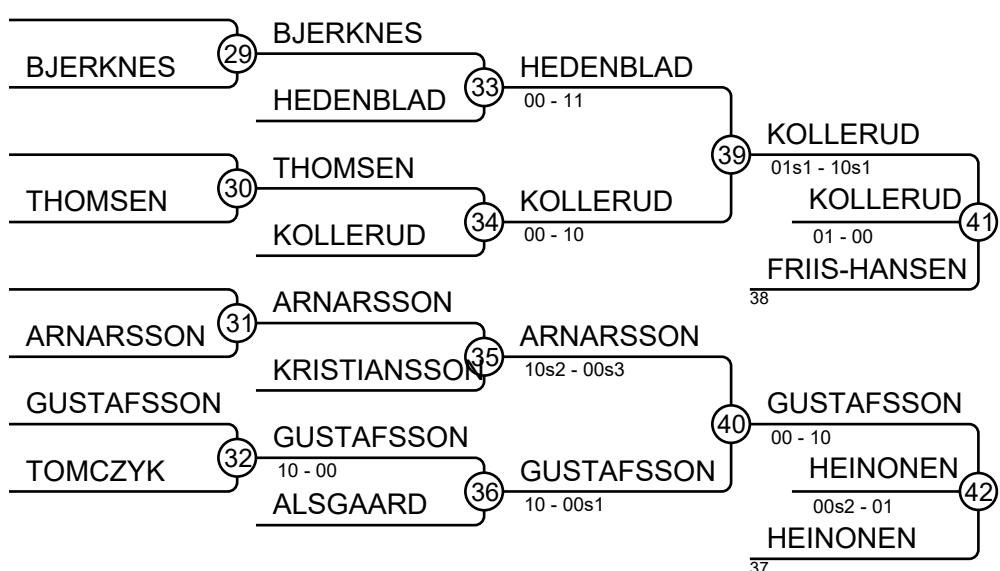 BJERKNES
29
THOMSEN
30
ARNARSSON
31
GUSTAFSSON
TOMCZYK
32
BJERKNES
HEDENBLAD
33
THOMSEN
KOLLERUD
34
ARNARSSON
KRISTIANSSON
35
GUSTAFSSON
10 - 00
ALSGAARD
36
HEDENBLAD
00 - 11
KOLLERUD
00 - 10
39
ARNARSSON
10s2 - 00s3
GUSTAFSSON
10 - 00s1
40
KOLLERUD
01s1 - 10s1
KOLLERUD
01 - 00
FRIIS-HANSEN
38
41
GUSTAFSSON
00 - 10
HEINONEN
00s2 - 01
HEINONEN
37
42